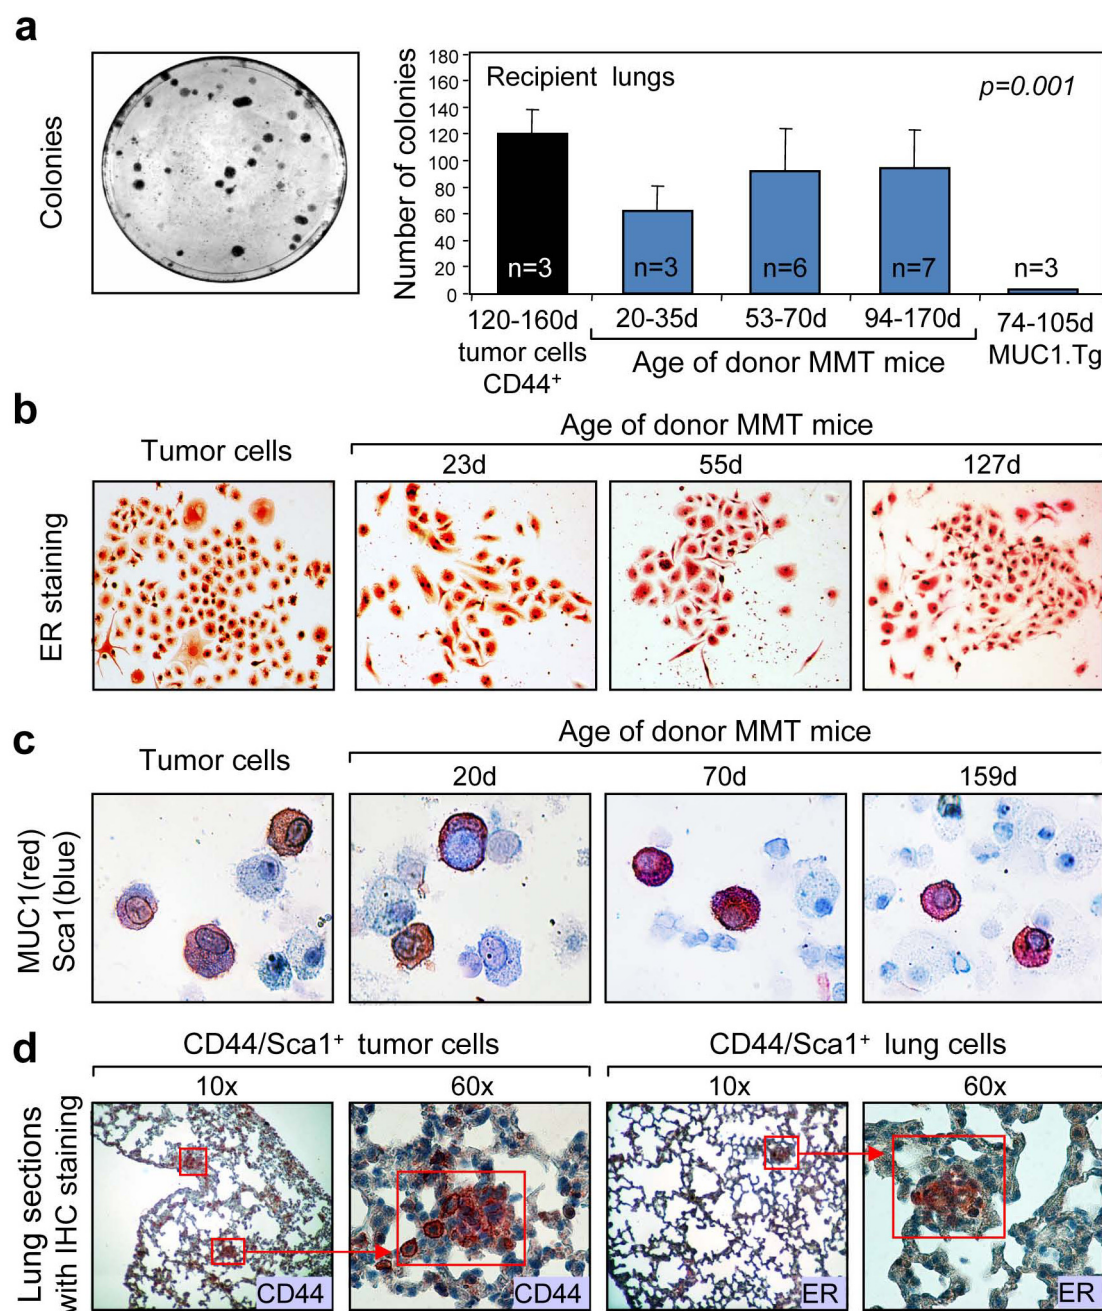 a
Colonies
Number of colonies
180
160
140
120
100
80
60
40
20
0
Recipient lungs
p=0.001
n=3
n=3
n=6
n=7
n=3
120-160d
tumor cells
CD44⁺
20-35d
53-70d
94-170d
74-105d
MUC1.Tg
Age of donor MMT mice
b
Age of donor MMT mice
Tumor cells
23d
55d
127d
ER staining
c
Age of donor MMT mice
Tumor cells
20d
70d
159d
MUC1(red)
Sca1(blue)
d
CD44/Sca1⁺ tumor cells
CD44/Sca1⁺ lung cells
10x
60x
10x
60x
Lung sections
with IHC staining
CD44
CD44
ER
ER